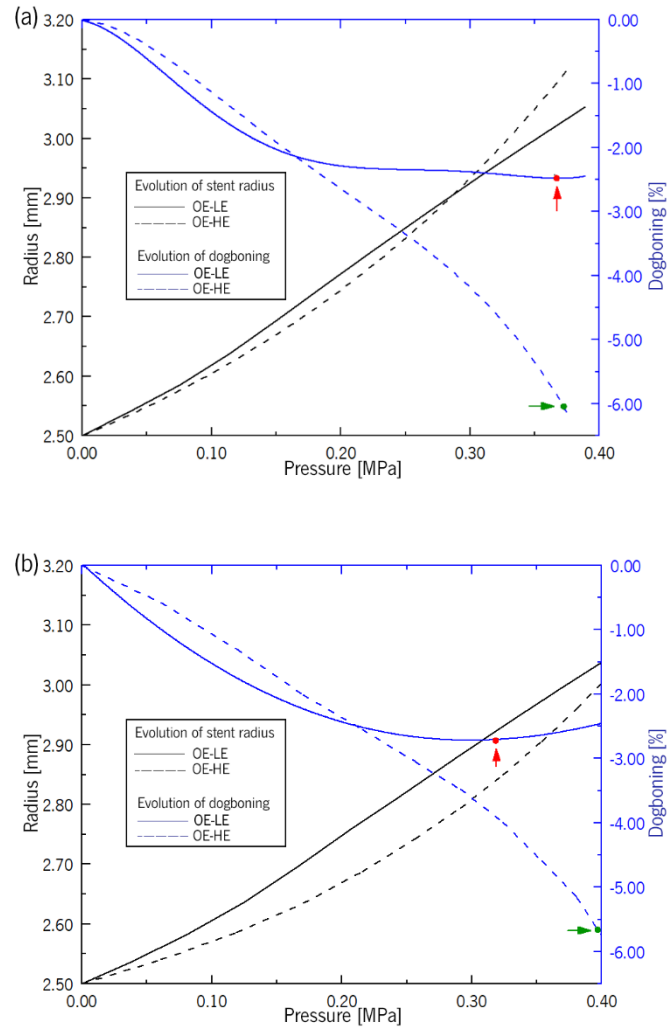 (a)
3.20
3.10
3.00
2.90
2.80
2.70
2.60
2.50
Radius [mm]
0.00
-1.00
-2.00
-3.00
-4.00
-5.00
-6.00
Dogboning [%]
Evolution of stent radius
OE-LE
OE-HE
Evolution of dogboning
OE-LE
OE-HE
0.00 0.10 0.20 0.30 0.40
Pressure [MPa]
(b)
3.20
3.10
3.00
2.90
2.80
2.70
2.60
2.50
Radius [mm]
0.00
-1.00
-2.00
-3.00
-4.00
-5.00
-6.00
Dogboning [%]
Evolution of stent radius
OE-LE
OE-HE
Evolution of dogboning
OE-LE
OE-HE
0.00 0.10 0.20 0.30 0.40
Pressure [MPa]